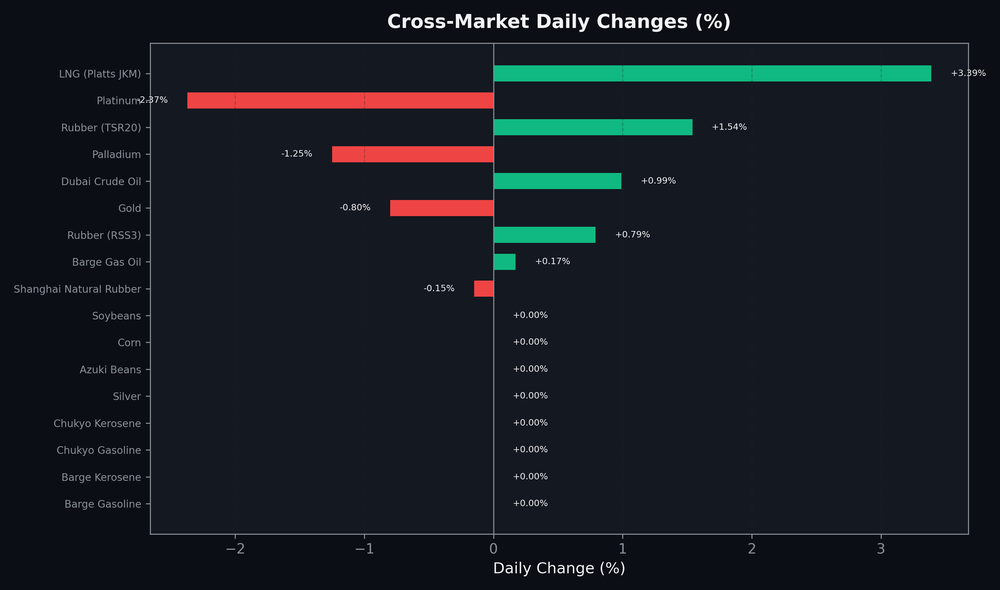 Cross-Market Daily Changes (%)
LNG (Platts JKM) +3.39%
Platinum -2.37%
Rubber (TSR20) +1.54%
Palladium -1.25%
Dubai Crude Oil +0.99%
Gold -0.80%
Rubber (RSS3) +0.79%
Barge Gas Oil +0.17%
Shanghai Natural Rubber -0.15%
Soybeans +0.00%
Corn +0.00%
Azuki Beans +0.00%
Silver +0.00%
Chukyo Kerosene +0.00%
Chukyo Gasoline +0.00%
Barge Kerosene +0.00%
Barge Gasoline +0.00%
−2 −1 0 1 2 3
Daily Change (%)